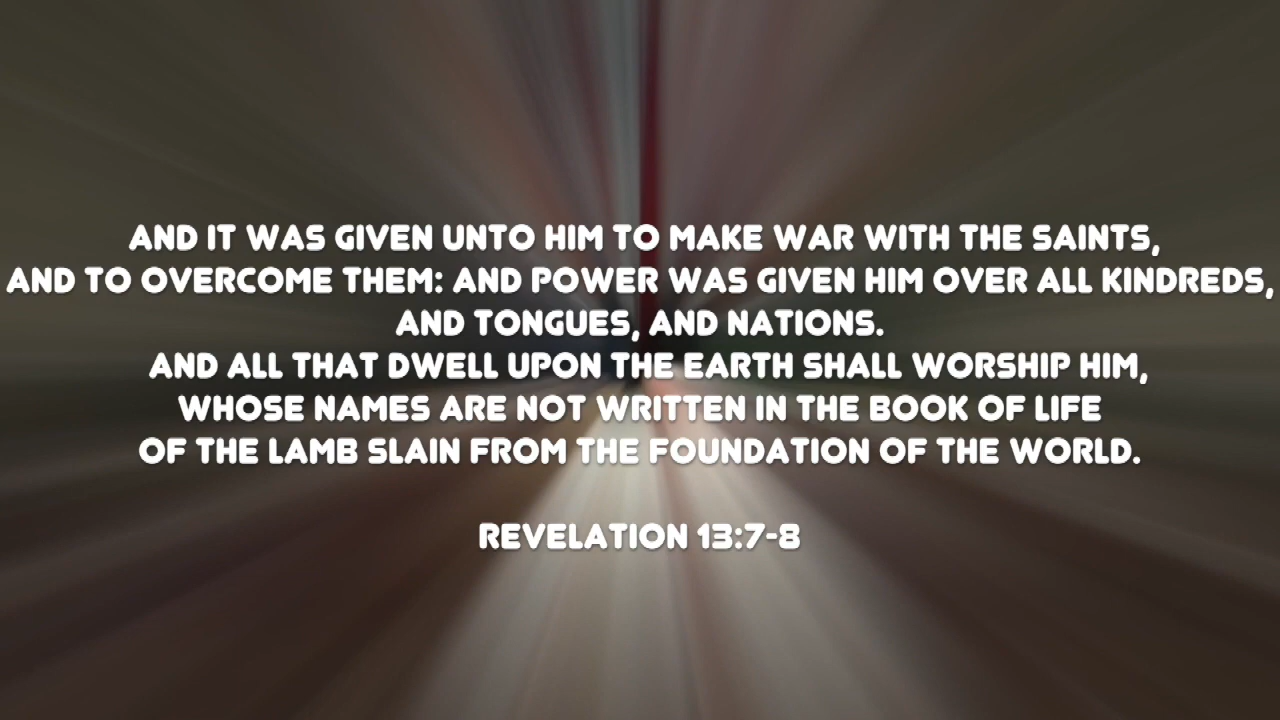 AND IT WAS GIVEN UNTO HIM TO MAKE WAR WITH THE SAINTS,
AND TO OVERCOME THEM: AND POWER WAS GIVEN HIM OVER ALL KINDREDS,
AND TONGUES, AND NATIONS.
AND ALL THAT DWELL UPON THE EARTH SHALL WORSHIP HIM,
WHOSE NAMES ARE NOT WRITTEN IN THE BOOK OF LIFE
OF THE LAMB SLAIN FROM THE FOUNDATION OF THE WORLD.
REVELATION 13:7-8